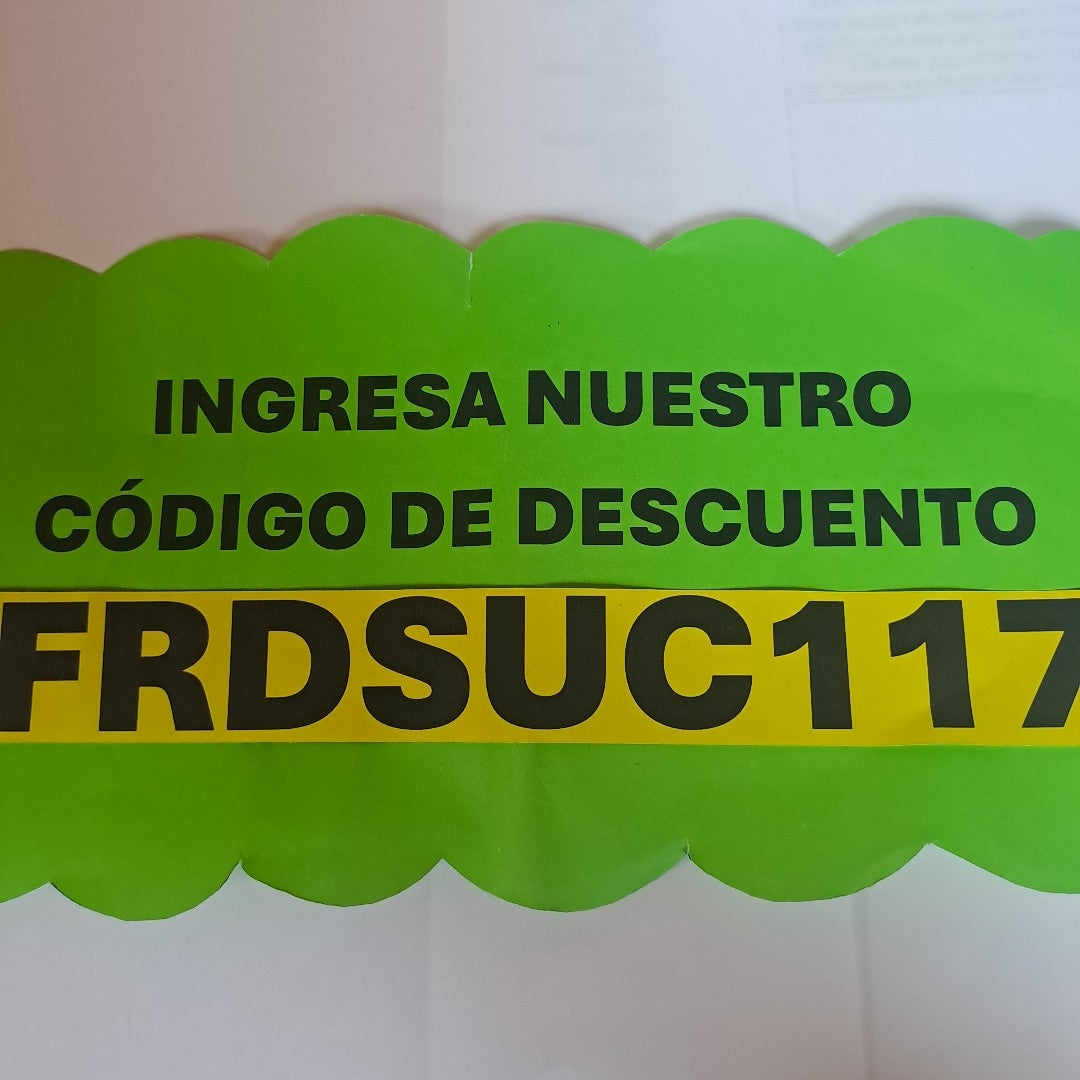 INGRESA NUESTRO
CÓDIGO DE DESCUENTO
FRDSUC117